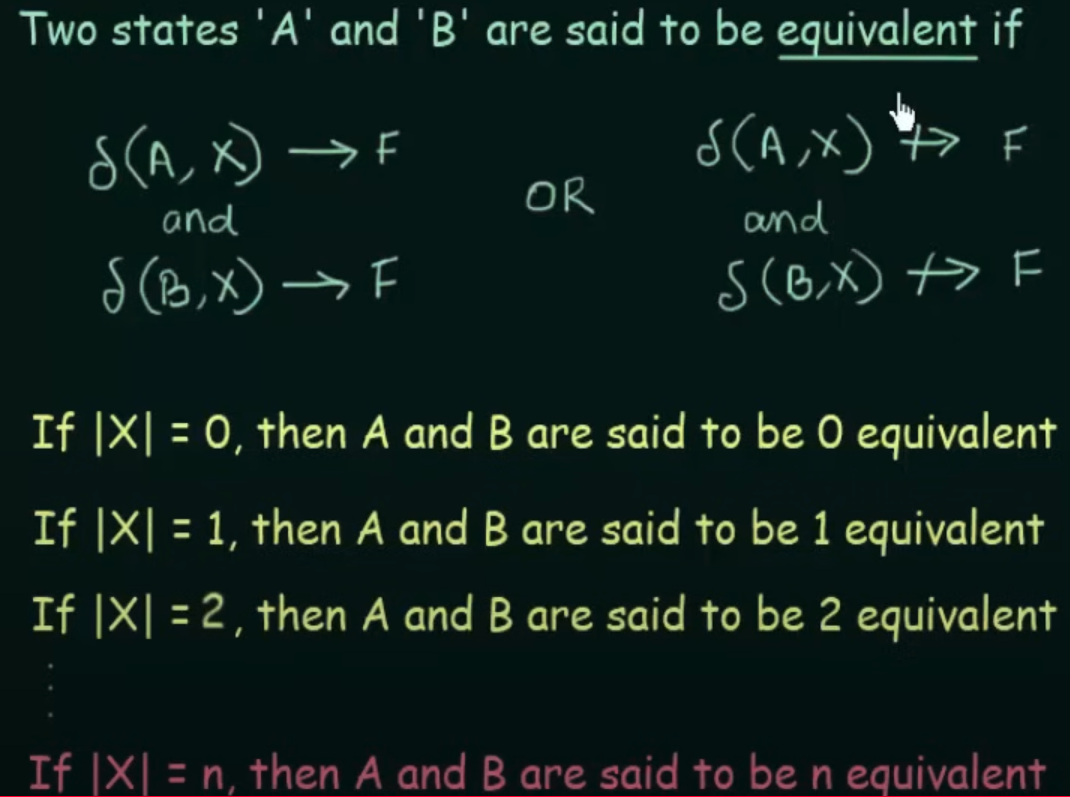 Two states 'A' and 'B' are said to be equivalent if
δ(A, X) → F
and
δ(B, X) → F
OR
δ(A, X) ↛ F
and
δ(B, X) ↛ F
If |X| = 0, then A and B are said to be 0 equivalent
If |X| = 1, then A and B are said to be 1 equivalent
If |X| = 2, then A and B are said to be 2 equivalent
⋮
If |X| = n, then A and B are said to be n equivalent